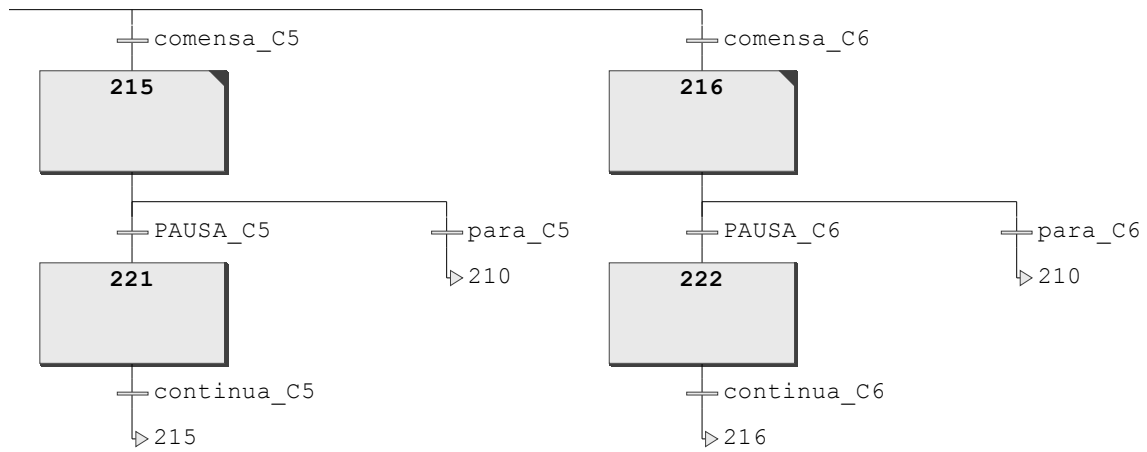 comensa_C5 comensa_C6
215 216
PAUSA_C5 para_C5 PAUSA_C6 para_C6
221 210 222 210
continua_C5 continua_C6
215 216